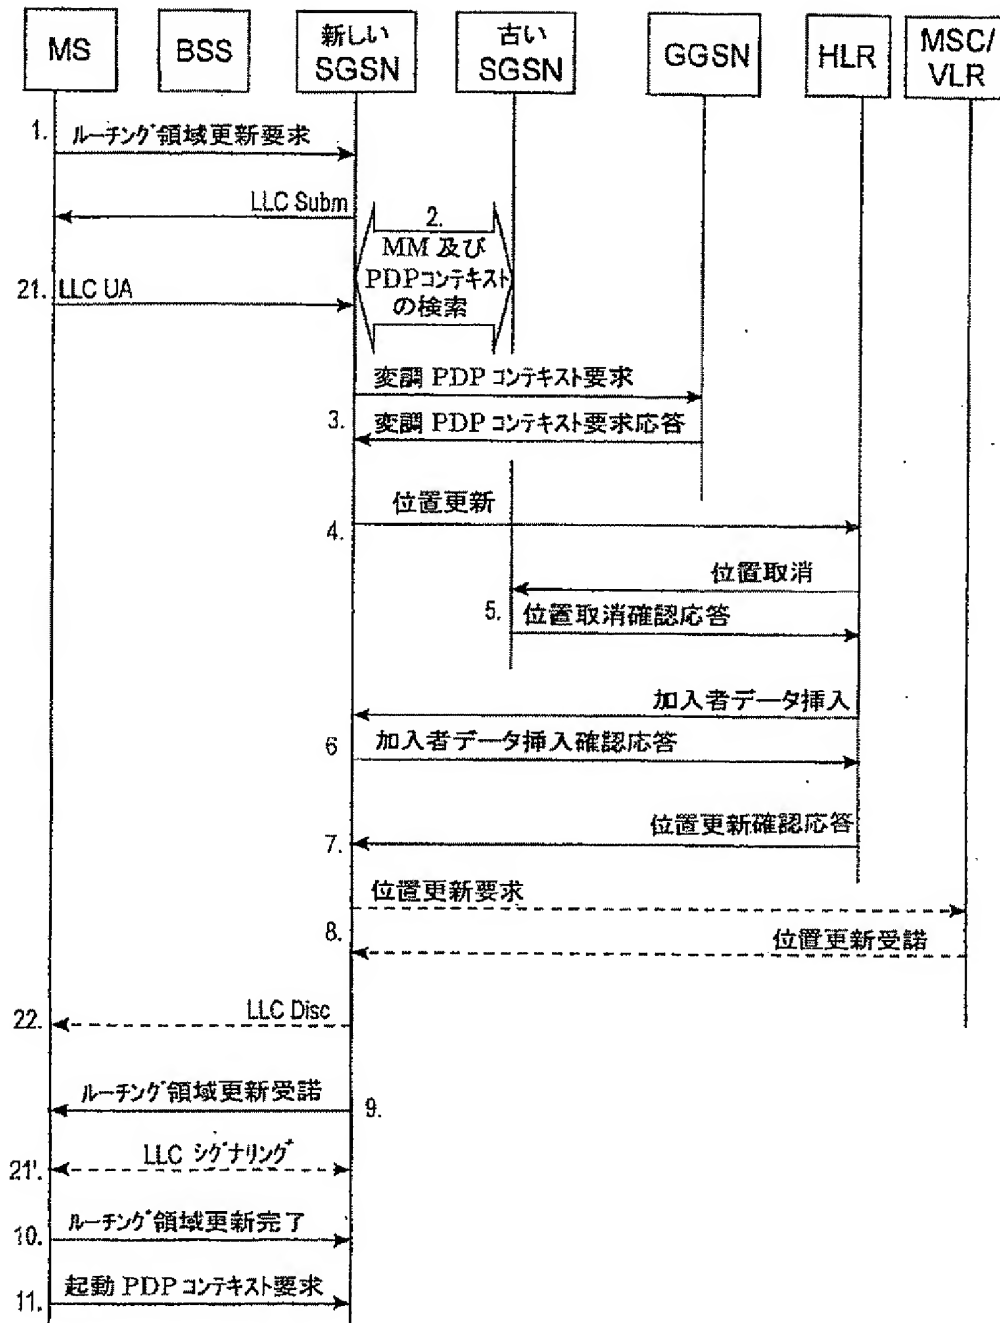 MS
BSS
新しい
SGSN
古い
SGSN
GGSN
HLR
MSC/
VLR
1. ルーチング領域更新要求
LLC Subm
2.
MM 及び
PDPコンテキスト
の検索
21. LLC UA
変調 PDP コンテキスト要求
3. 変調 PDP コンテキスト要求応答
位置更新
4.
位置取消
5. 位置取消確認応答
加入者データ挿入
6 加入者データ挿入確認応答
位置更新確認応答
7.
位置更新要求
8. 位置更新受諾
22. LLC Disc
ルーチング領域更新受諾
9.
LLC シグナリング
21'.
10. ルーチング領域更新完了
11. 起動 PDP コンテキスト要求